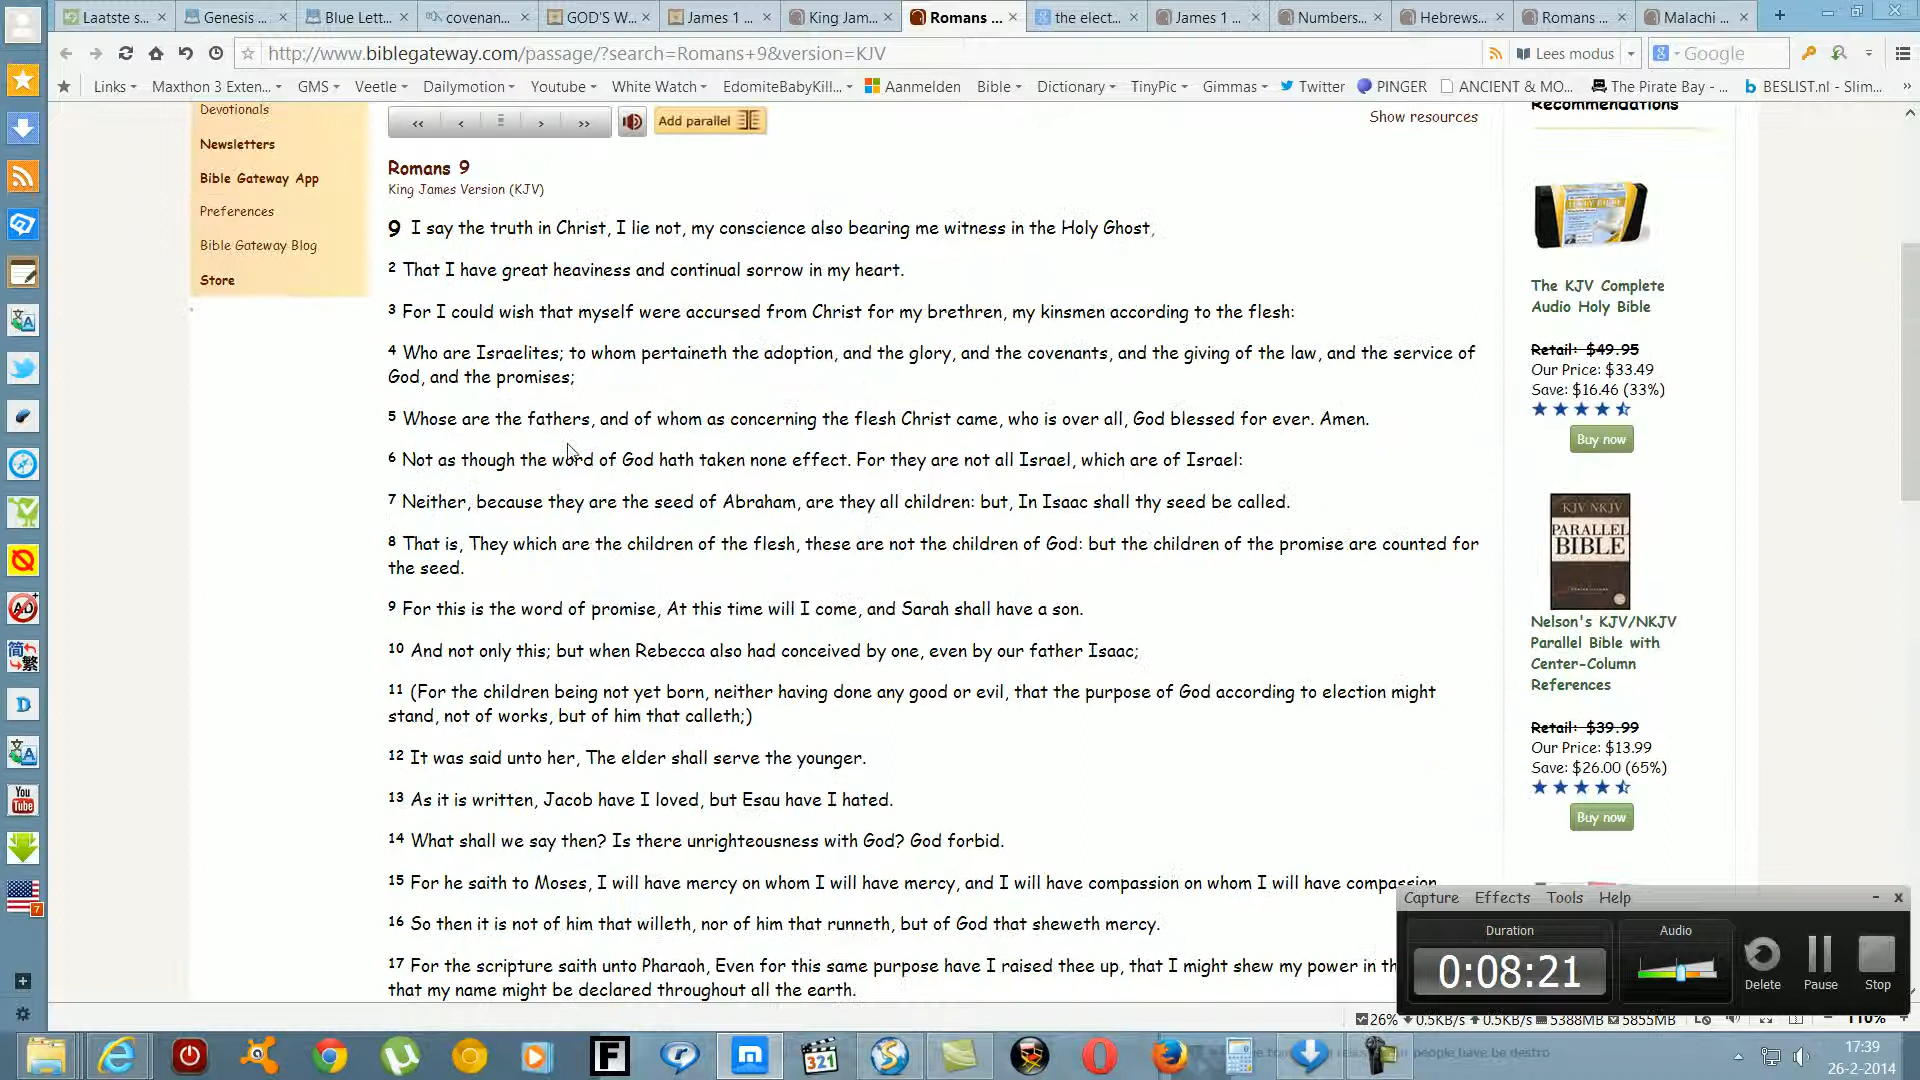 Laatste s...
Genesis ...
Blue Lett...
covenan...
GOD'S W...
James 1 ...
King Jam...
Romans ...
the elect...
James 1 ...
Numbers...
Hebrews...
Romans ...
Malachi ...
http://www.biblegateway.com/passage/?search=Romans+9&version=KJV
Lees modus
Google
Links
Maxthon 3 Exten...
GMS
Veetle
Dailymotion
Youtube
White Watch
EdomiteBabyKill...
Aanmelden
Bible
Dictionary
TinyPic
Gimmas
Twitter
PINGER
ANCIENT & MO...
The Pirate Bay - ...
BESLIST.nl - Slim...
Devotionals
Newsletters
Bible Gateway App
Preferences
Bible Gateway Blog
Store
Add parallel
Show resources
Romans 9
King James Version (KJV)
9 I say the truth in Christ, I lie not, my conscience also bearing me witness in the Holy Ghost,
2 That I have great heaviness and continual sorrow in my heart.
3 For I could wish that myself were accursed from Christ for my brethren, my kinsmen according to the flesh:
4 Who are Israelites; to whom pertaineth the adoption, and the glory, and the covenants, and the giving of the law, and the service of
God, and the promises;
5 Whose are the fathers, and of whom as concerning the flesh Christ came, who is over all, God blessed for ever. Amen.
6 Not as though the word of God hath taken none effect. For they are not all Israel, which are of Israel:
7 Neither, because they are the seed of Abraham, are they all children: but, In Isaac shall thy seed be called.
8 That is, They which are the children of the flesh, these are not the children of God: but the children of the promise are counted for
the seed.
9 For this is the word of promise, At this time will I come, and Sarah shall have a son.
10 And not only this; but when Rebecca also had conceived by one, even by our father Isaac;
11 (For the children being not yet born, neither having done any good or evil, that the purpose of God according to election might
stand, not of works, but of him that calleth;)
12 It was said unto her, The elder shall serve the younger.
13 As it is written, Jacob have I loved, but Esau have I hated.
14 What shall we say then? Is there unrighteousness with God? God forbid.
15 For he saith to Moses, I will have mercy on whom I will have mercy, and I will have compassion on whom I will have compassion.
16 So then it is not of him that willeth, nor of him that runneth, but of God that sheweth mercy.
17 For the scripture saith unto Pharaoh, Even for this same purpose have I raised thee up, that I might shew my power in th
that my name might be declared throughout all the earth.
Recommendations
The KJV Complete
Audio Holy Bible
Retail: $49.95
Our Price: $33.49
Save: $16.46 (33%)
Buy now
KJV NKJV
PARALLEL
BIBLE
Nelson's KJV/NKJV
Parallel Bible with
Center-Column
References
Retail: $39.99
Our Price: $13.99
Save: $26.00 (65%)
Buy now
Capture
Effects
Tools
Help
Duration
Audio
0:08:21
Delete
Pause
Stop
26%
0.5KB/s
0.5KB/s
5388MB
5855MB
110%
people have be destro
17:39
26-2-2014
AD
简
繁
D
You
Tube
7
F
321